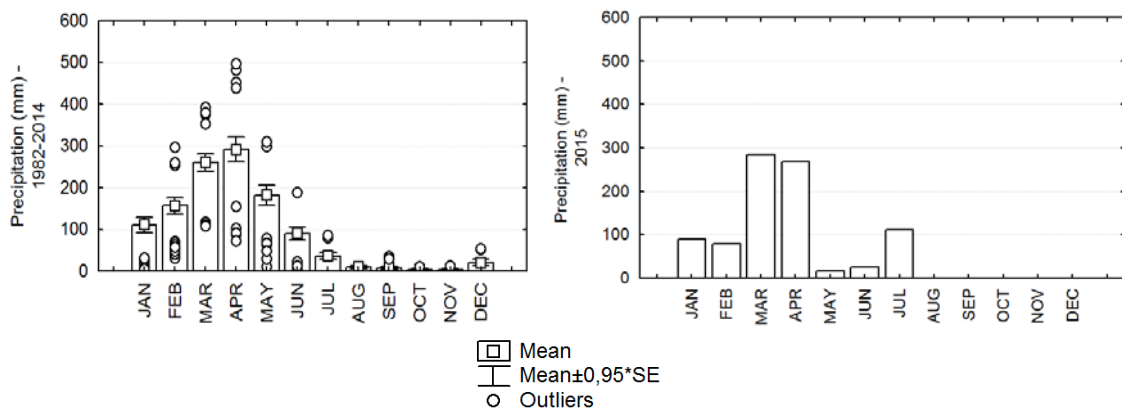 Precipitation (mm) -
1982-2014
600
500
400
300
200
100
0
JAN
FEB
MAR
APR
MAY
JUN
JUL
AUG
SEP
OCT
NOV
DEC
Precipitation (mm) -
2015
600
500
400
300
200
100
0
JAN
FEB
MAR
APR
MAY
JUN
JUL
AUG
SEP
OCT
NOV
DEC
Mean
Mean±0,95*SE
Outliers